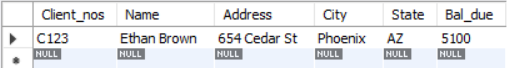 Client_nos Name Address City State Bal_due
C123 Ethan Brown 654 Cedar St Phoenix AZ 5100
NULL NULL NULL NULL NULL NULL